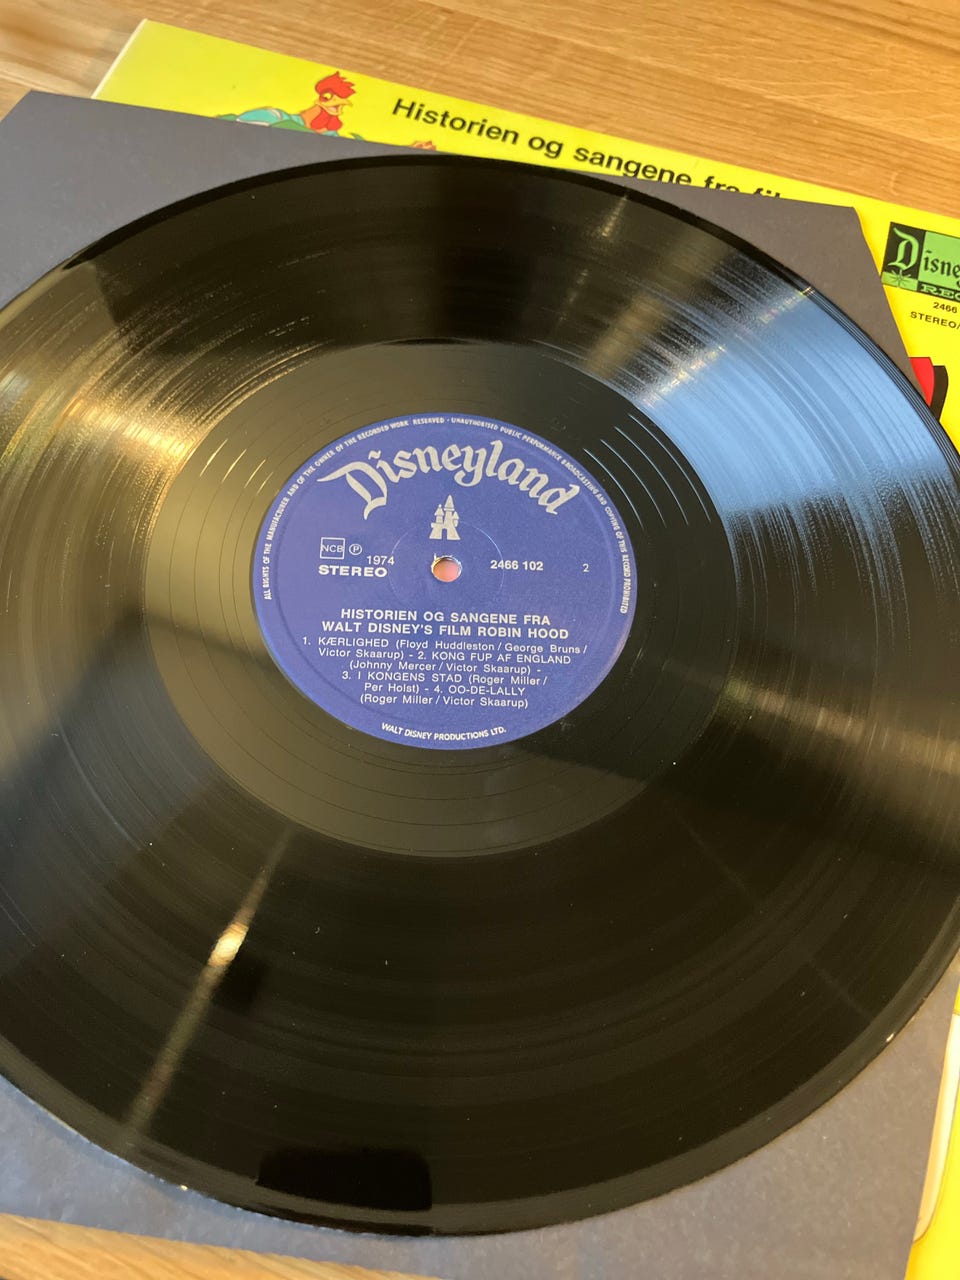 Historien og sangene fra
Disney
2466
STEREO/
ALL RIGHTS OF THE MANUFACTURER AND OF THE OWNER OF THE RECORDED WORK RESERVED · UNAUTHORISED PUBLIC PERFORMANCE BROADCASTING AND COPYING OF THIS RECORD PROHIBITED
Disneyland
NCB Ⓟ 1974
STEREO
2466 102 2
HISTORIEN OG SANGENE FRA
WALT DISNEY'S FILM ROBIN HOOD
1. KÆRLIGHED (Floyd Huddleston / George Bruns /
Victor Skaarup) - 2. KONG FUP AF ENGLAND
(Johnny Mercer / Victor Skaarup) -
3. I KONGENS STAD (Roger Miller /
Per Holst) - 4. OO-DE-LALLY
(Roger Miller / Victor Skaarup)
WALT DISNEY PRODUCTIONS LTD.